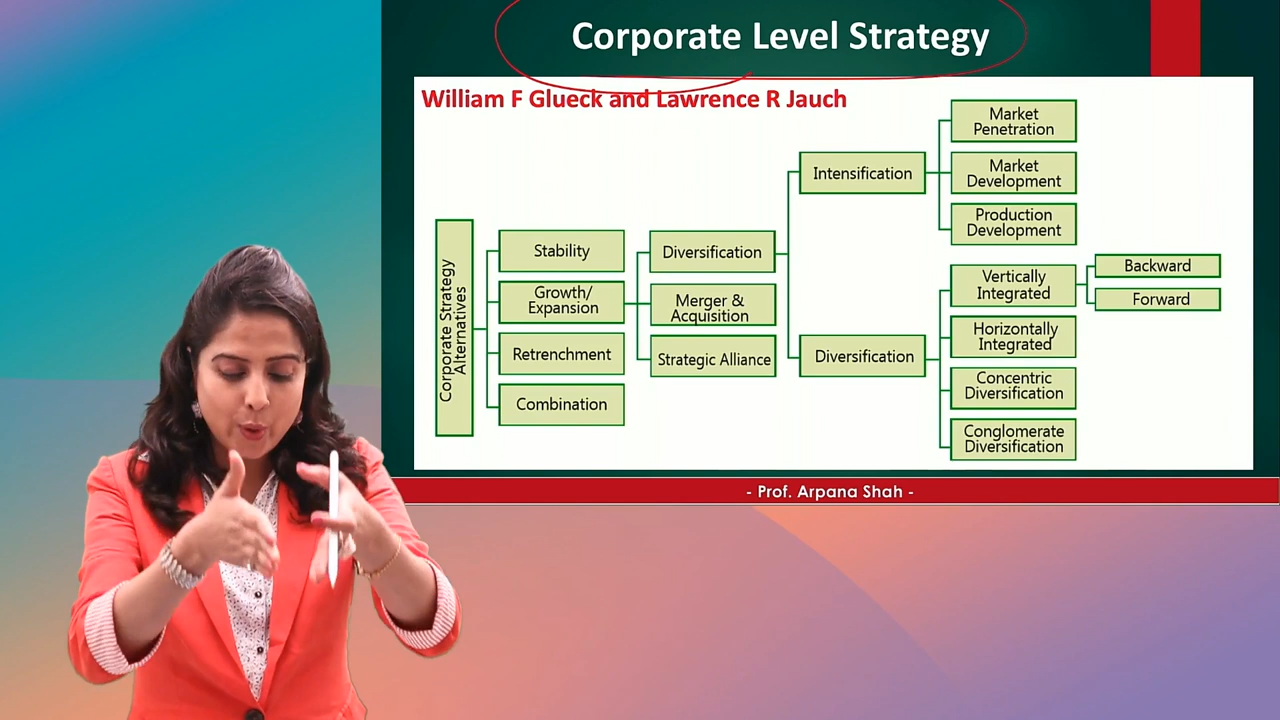 Corporate Level Strategy
William F Glueck and Lawrence R Jauch
Corporate Strategy
Alternatives
Stability
Growth/
Expansion
Retrenchment
Combination
Diversification
Merger &
Acquisition
Strategic Alliance
Intensification
Diversification
Market
Penetration
Market
Development
Production
Development
Vertically
Integrated
Horizontally
Integrated
Concentric
Diversification
Conglomerate
Diversification
Backward
Forward
- Prof. Arpana Shah -